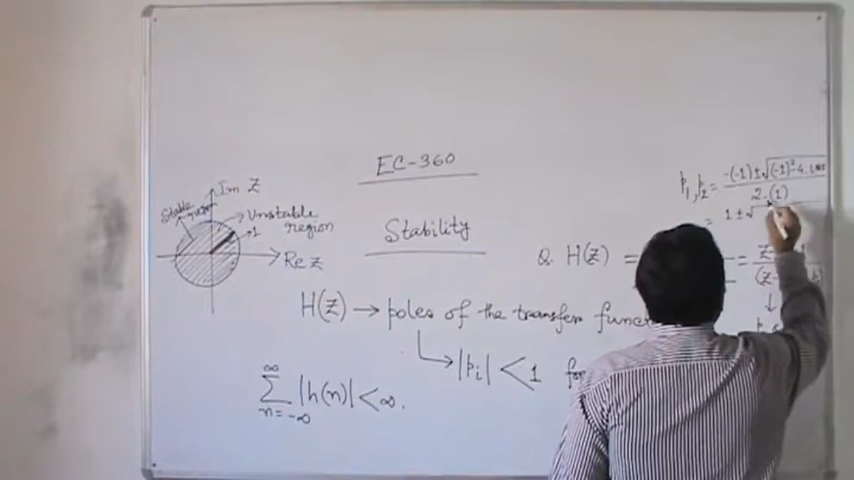 EC-360
Stability
Im Z
Stable region
Unstable region
1
Re z
p₁, p₂ = -(-1)±√(-1)²-4.
2.(1)
= 1±√
Q H(z) =
= z
(z-
H(z) → poles of the transfer func
|pᵢ| < 1
∞
Σ |h(n)| < ∞.
n=-∞